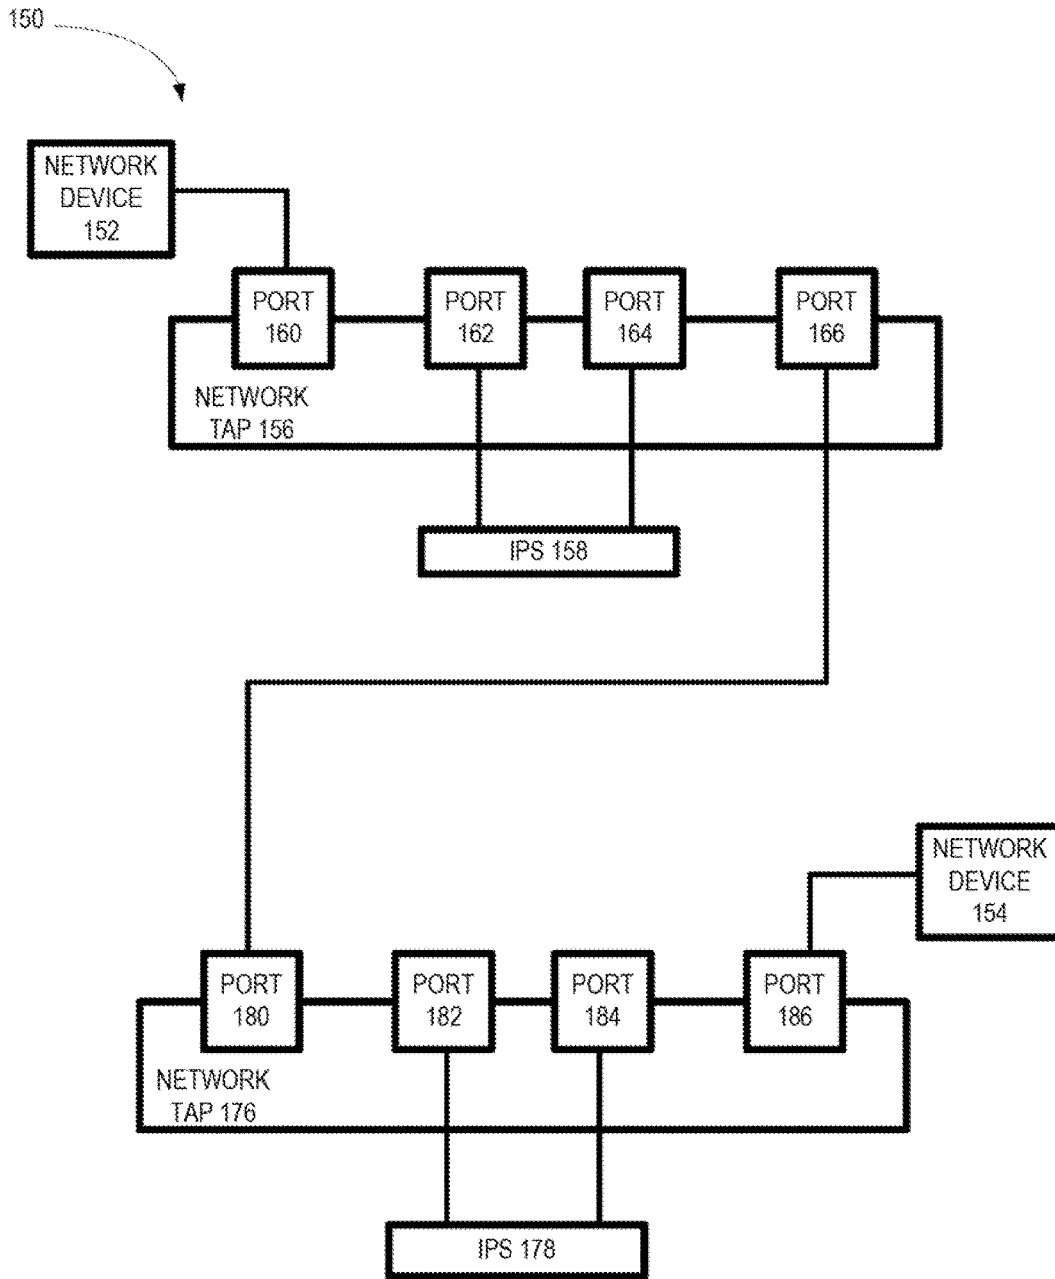 150
NETWORK
DEVICE
152
PORT
160
PORT
162
PORT
164
PORT
166
NETWORK
TAP 156
IPS 158
NETWORK
DEVICE
154
PORT
180
PORT
182
PORT
184
PORT
186
NETWORK
TAP 176
IPS 178